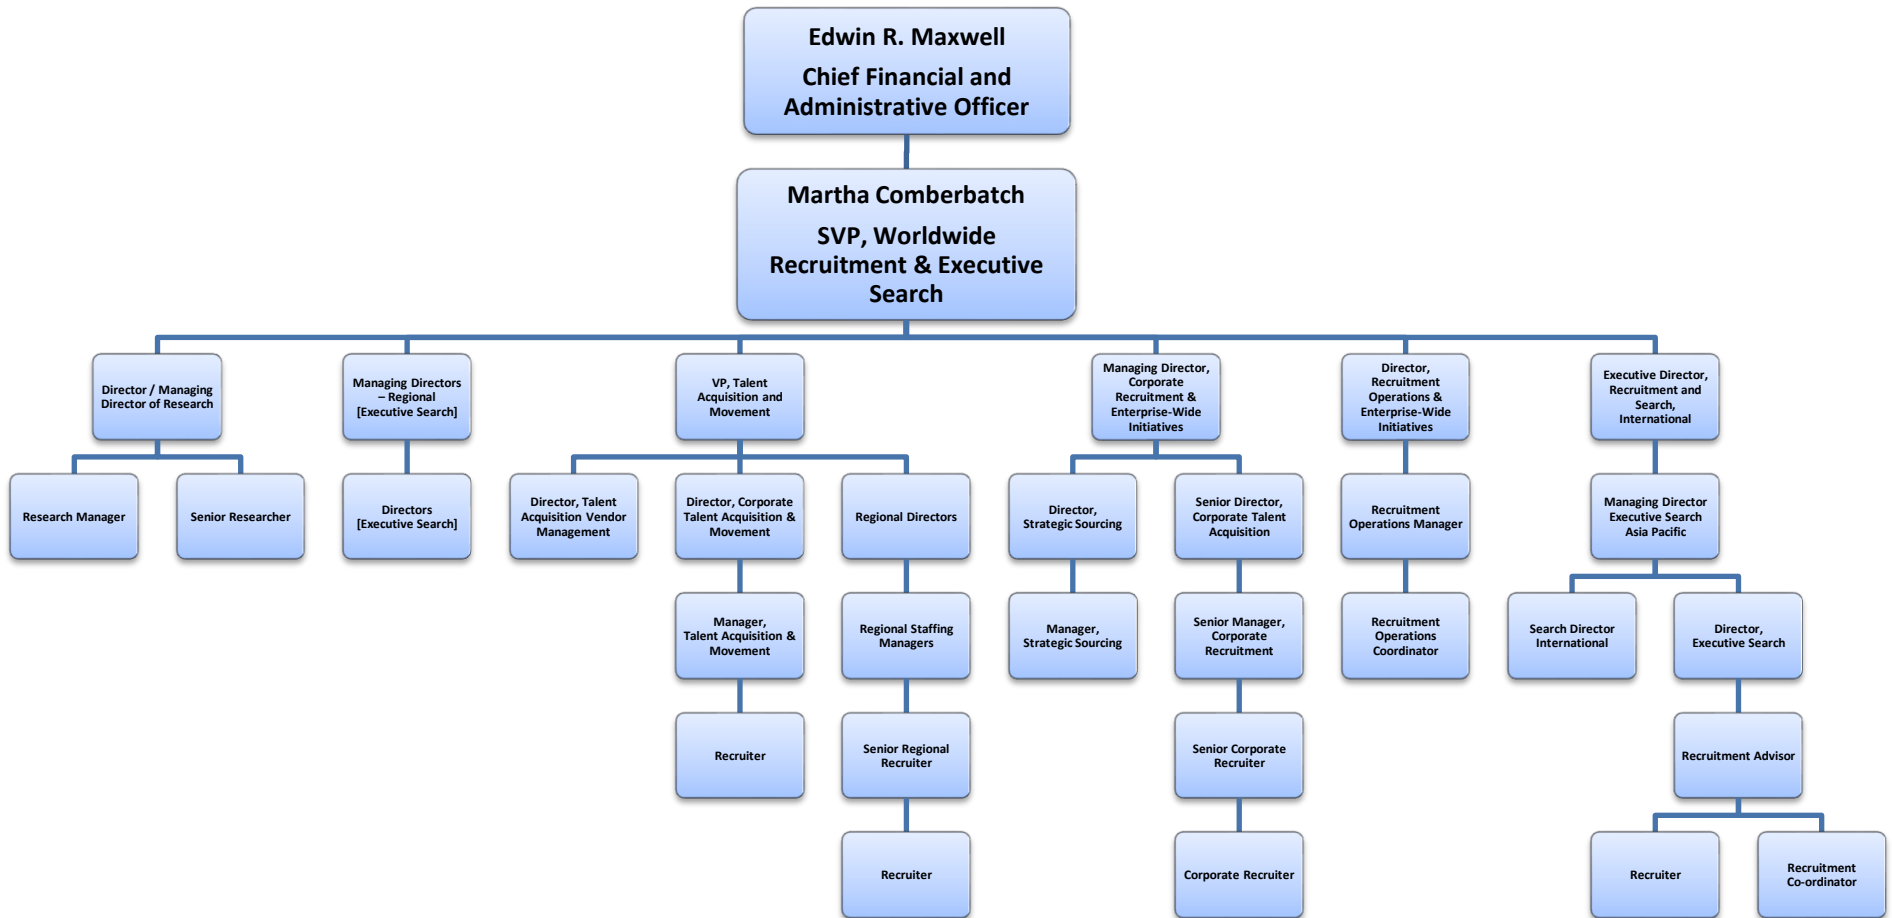 Edwin R. Maxwell
Chief Financial and
Administrative Officer
Martha Comberbatch
SVP, Worldwide
Recruitment & Executive
Search
Director / Managing
Director of Research
Managing Directors
– Regional
[Executive Search]
VP, Talent
Acquisition and
Movement
Managing Director,
Corporate
Recruitment &
Enterprise-Wide
Initiatives
Director,
Recruitment
Operations &
Enterprise-Wide
Initiatives
Executive Director,
Recruitment and
Search,
International
Research Manager
Senior Researcher
Directors
[Executive Search]
Director, Talent
Acquisition Vendor
Management
Director, Corporate
Talent Acquisition &
Movement
Regional Directors
Director,
Strategic Sourcing
Senior Director,
Corporate Talent
Acquisition
Recruitment
Operations Manager
Managing Director
Executive Search
Asia Pacific
Manager,
Talent Acquisition &
Movement
Regional Staffing
Managers
Manager,
Strategic Sourcing
Senior Manager,
Corporate
Recruitment
Recruitment
Operations
Coordinator
Search Director
International
Director,
Executive Search
Recruiter
Senior Regional
Recruiter
Senior Corporate
Recruiter
Recruitment Advisor
Recruiter
Corporate Recruiter
Recruiter
Recruitment
Co-ordinator